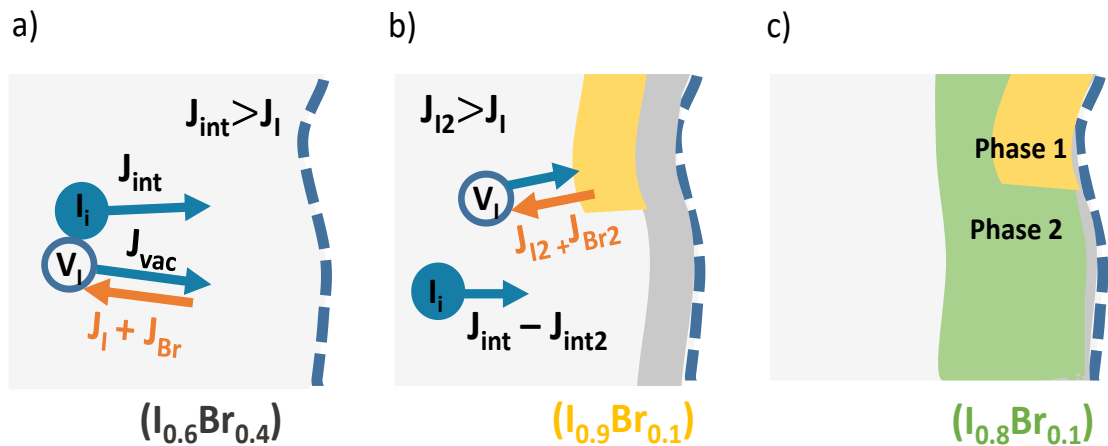 a)
J_int>J_I
J_int
I_i
V_I
J_vac
J_I + J_Br
(I_0.6Br_0.4)
b)
J_I2>J_I
V_I
J_I2 + J_Br2
I_i
J_int − J_int2
(I_0.9Br_0.1)
c)
Phase 1
Phase 2
(I_0.8Br_0.1)